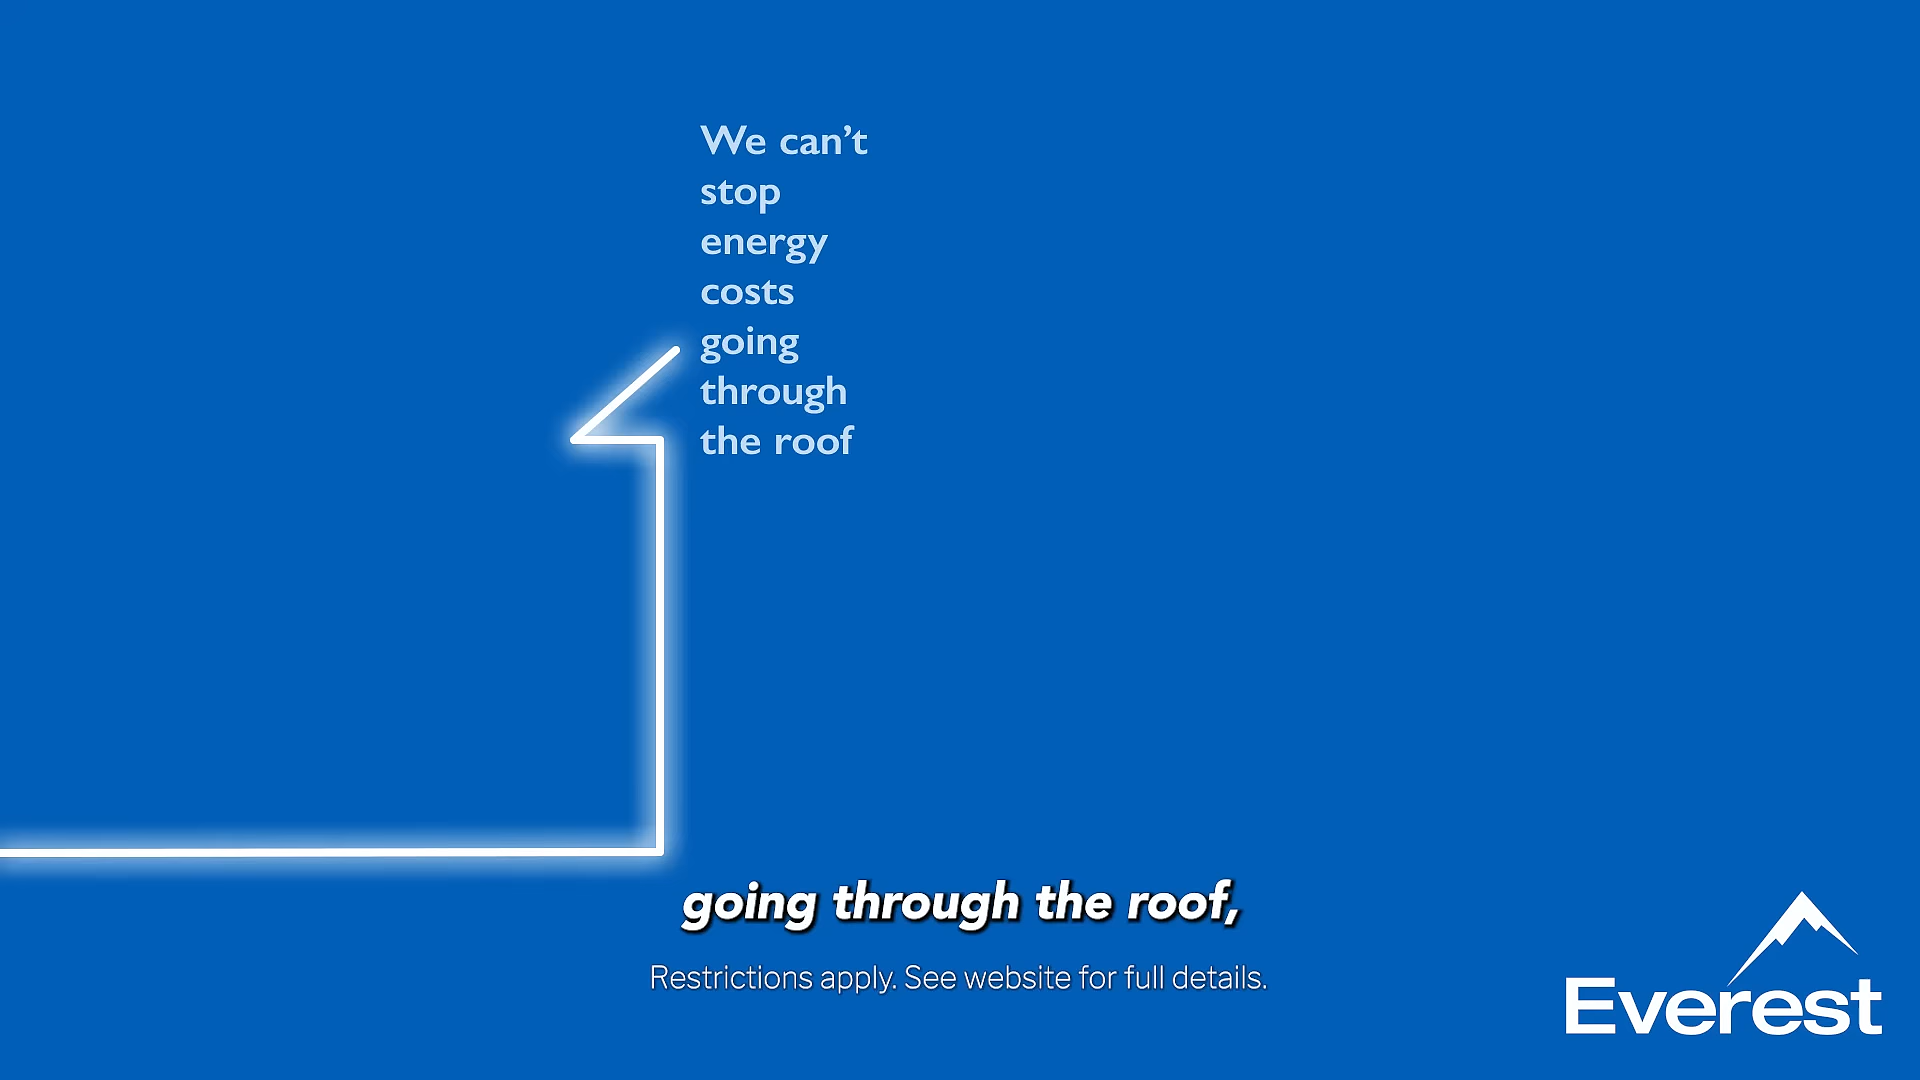 We can’t
stop
energy
costs
going
through
the roof
going through the roof,
Restrictions apply. See website for full details.
Everest